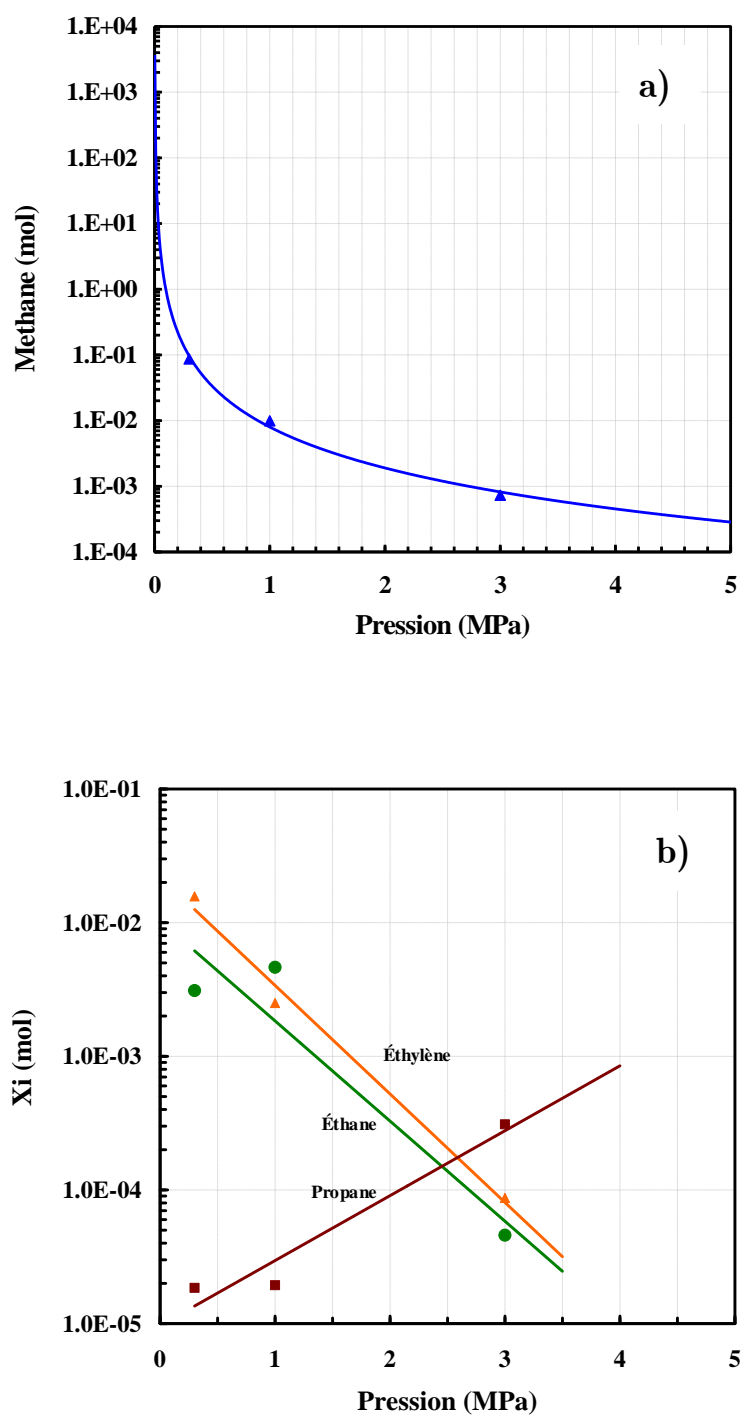 1.E+04
a)
1.E+03
1.E+02
1.E+01
1.E+00
1.E-01
1.E-02
1.E-03
1.E-04
Methane (mol)
0 1 2 3 4 5
Pression (MPa)
1.0E-01
b)
1.0E-02
1.0E-03
1.0E-04
1.0E-05
Xi (mol)
Éthylène
Éthane
Propane
0 1 2 3 4 5
Pression (MPa)